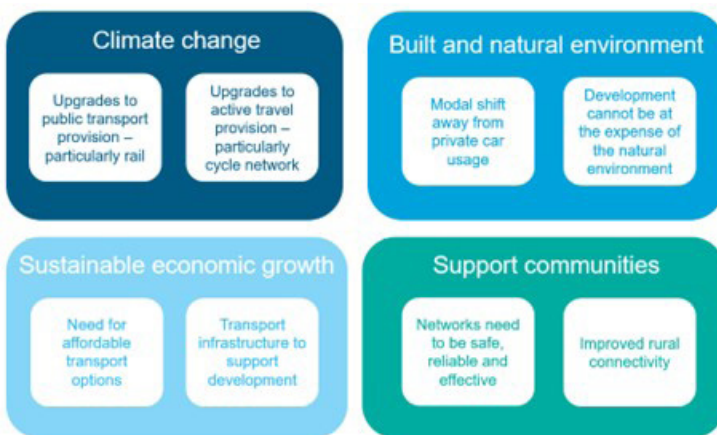 Climate change
Upgrades to
public transport
provision –
particularly rail
Upgrades to
active travel
provision –
particularly
cycle network
Built and natural environment
Modal shift
away from
private car
usage
Development
cannot be at
the expense of
the natural
environment
Sustainable economic growth
Need for
affordable
transport
options
Transport
infrastructure to
support
development
Support communities
Networks need
to be safe,
reliable and
effective
Improved rural
connectivity